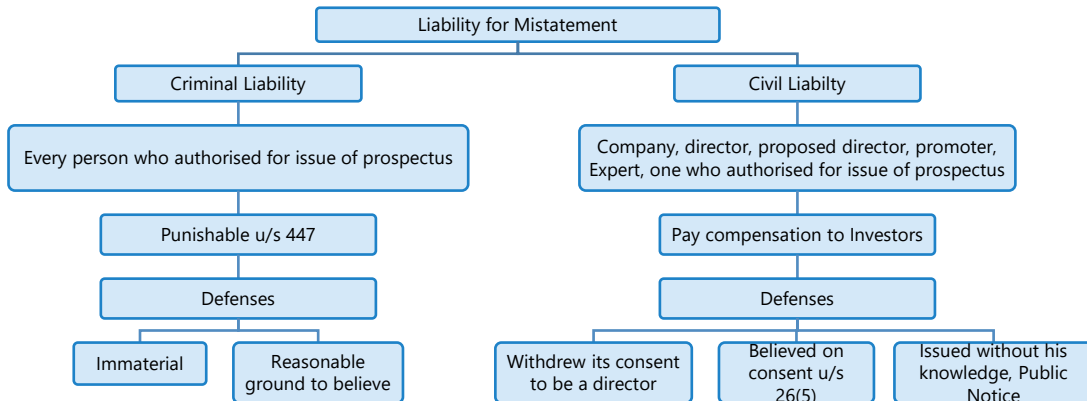 Liability for Mistatement
Criminal Liability
Civil Liabilty
Every person who authorised for issue of prospectus
Company, director, proposed director, promoter,
Expert, one who authorised for issue of prospectus
Punishable u/s 447
Pay compensation to Investors
Defenses
Defenses
Immaterial
Reasonable
ground to believe
Withdrew its consent
to be a director
Believed on
consent u/s
26(5)
Issued without his
knowledge, Public
Notice